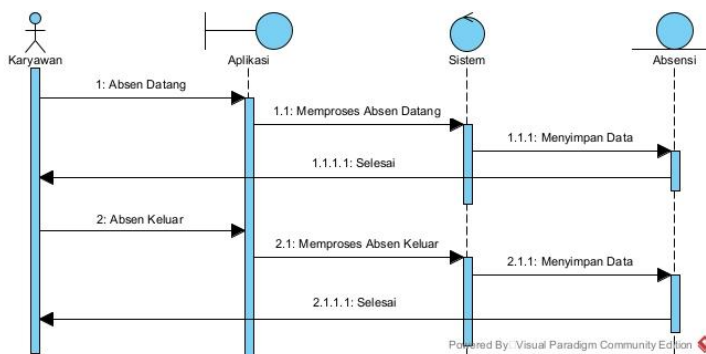 Karyawan
Aplikasi
Sistem
Absensi
1: Absen Datang
1.1: Memproses Absen Datang
1.1.1: Menyimpan Data
1.1.1.1: Selesai
2: Absen Keluar
2.1: Memproses Absen Keluar
2.1.1: Menyimpan Data
2.1.1.1: Selesai
Powered By Visual Paradigm Community Edition